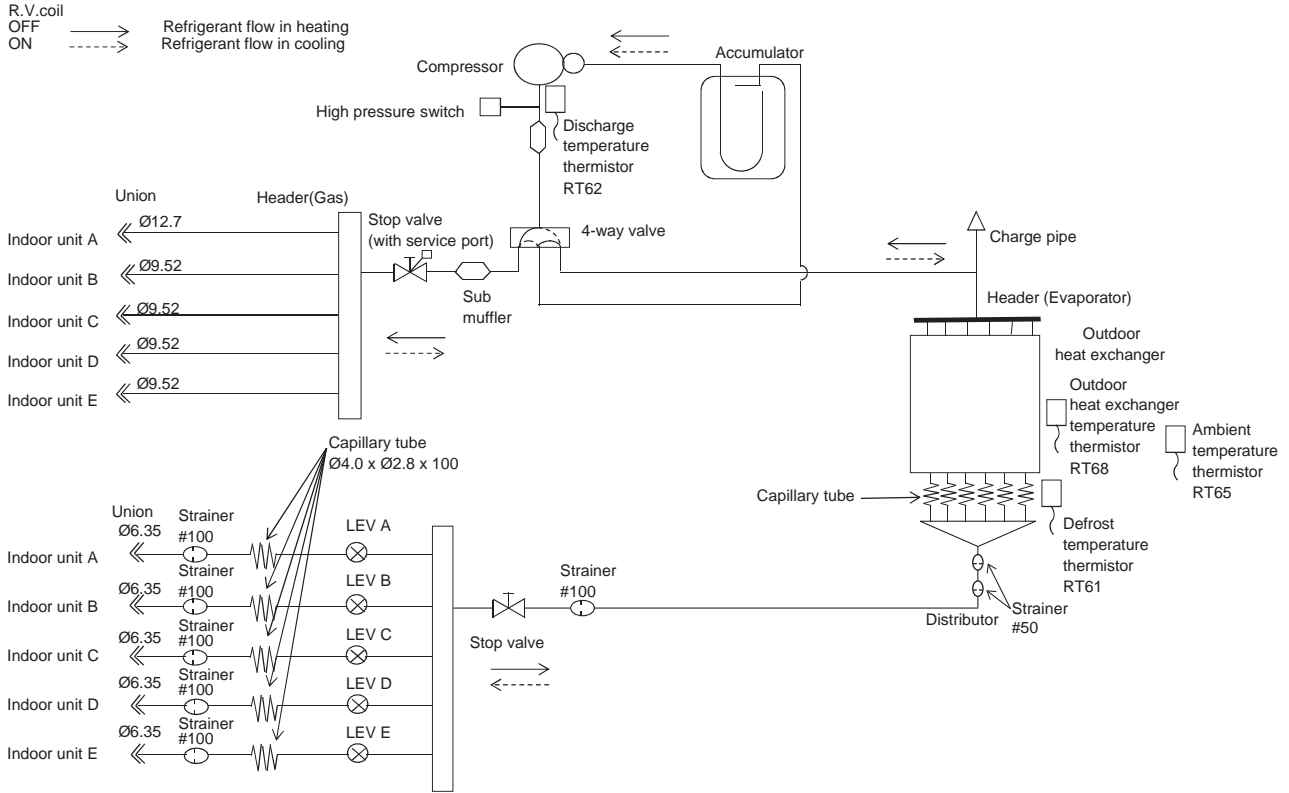 R.V.coil
OFF Refrigerant flow in heating
ON Refrigerant flow in cooling
Compressor
Accumulator
High pressure switch
Discharge
temperature
thermistor
RT62
Union
Header(Gas)
Stop valve
(with service port)
4-way valve
Sub
muffler
Indoor unit A Ø12.7
Indoor unit B Ø9.52
Indoor unit C Ø9.52
Indoor unit D Ø9.52
Indoor unit E Ø9.52
Charge pipe
Header (Evaporator)
Outdoor
heat exchanger
Outdoor
heat exchanger
temperature
thermistor
RT68
Ambient
temperature
thermistor
RT65
Capillary tube
Defrost
temperature
thermistor
RT61
Distributor
Strainer
#50
Capillary tube
Ø4.0 x Ø2.8 x 100
Union
Indoor unit A
Ø6.35
Strainer
#100
LEV A
Indoor unit B
Ø6.35
Strainer
#100
LEV B
Indoor unit C
Ø6.35
Strainer
#100
LEV C
Indoor unit D
Ø6.35
Strainer
#100
LEV D
Indoor unit E
Ø6.35
Strainer
#100
LEV E
Stop valve
Strainer
#100